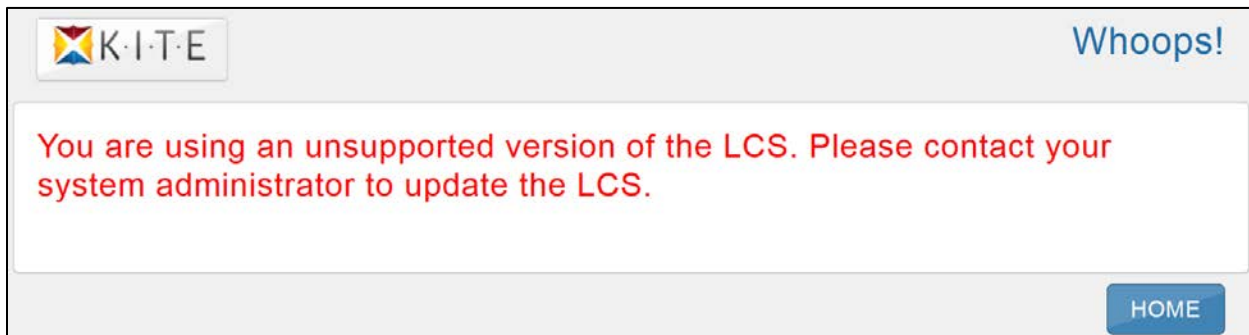 K·I·T·E
Whoops!
You are using an unsupported version of the LCS. Please contact your
system administrator to update the LCS.
HOME